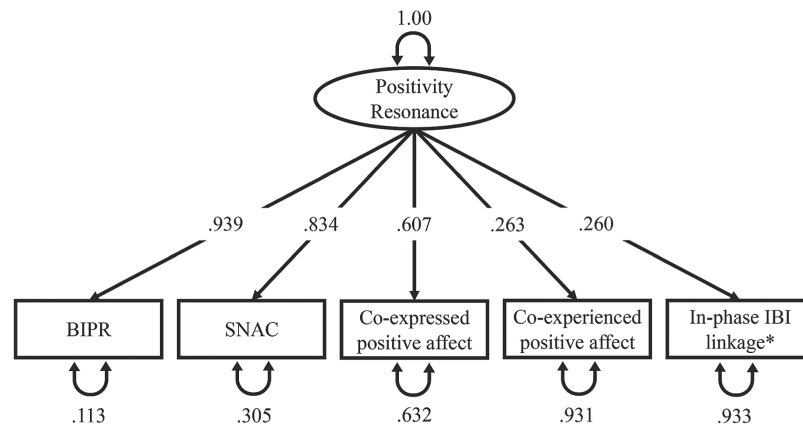 1.00
Positivity
Resonance
.939
.834
.607
.263
.260
BIPR
SNAC
Co-expressed
positive affect
Co-experienced
positive affect
In-phase IBI
linkage*
.113
.305
.632
.931
.933